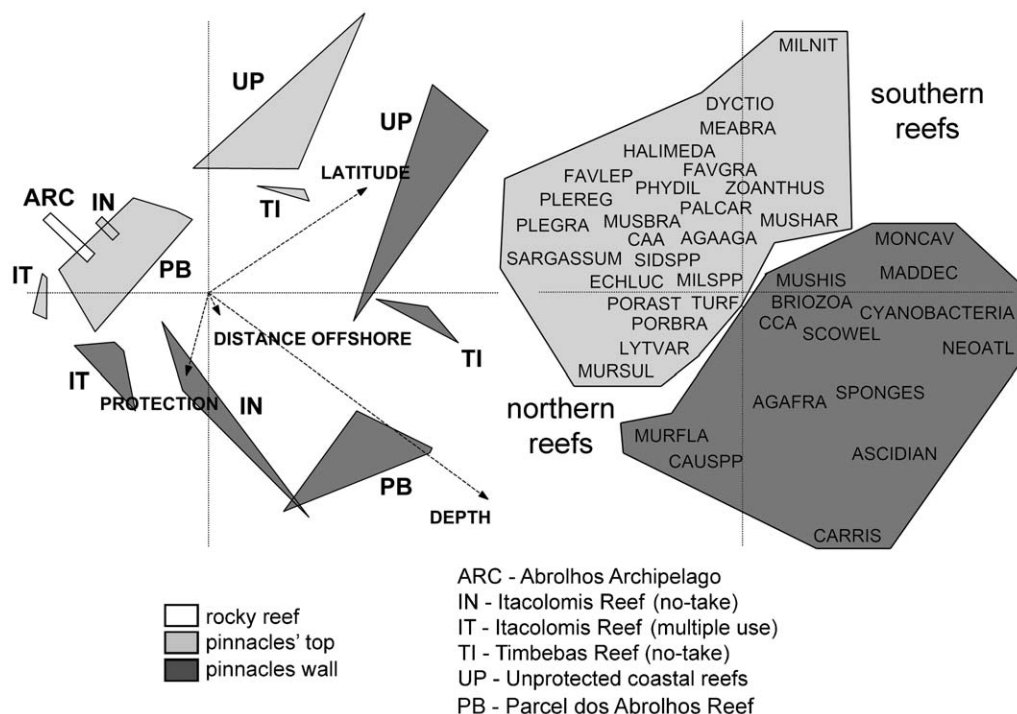 UP
UP
LATITUDE
ARC
IN
TI
IT
PB
DISTANCE OFFSHORE
TI
IT
PROTECTION
IN
PB
DEPTH
MILNIT
southern
reefs
DYCTIO
MEABRA
HALIMEDA
FAVGRA
FAVLEP
PHYDIL
ZOANTHUS
PLEREG
PALCAR
PLEGRA
MUSBRA
MUSHAR
CAA
AGAAGA
MONCAV
SARGASSUM
SIDSPP
MADDEC
ECHLUC
MILSPP
MUSHIS
PORAST
TURF
BRIOZOA
CYANOBACTERIA
PORBRA
CCA
SCOWEL
LYTVAR
NEOATL
MURSUL
northern
reefs
AGAFRA
SPONGES
MURFLA
CAUSPP
ASCIDIAN
CARRIS
rocky reef
pinnacles' top
pinnacles wall
ARC - Abrolhos Archipelago
IN - Itacolomis Reef (no-take)
IT - Itacolomis Reef (multiple use)
TI - Timbebas Reef (no-take)
UP - Unprotected coastal reefs
PB - Parcel dos Abrolhos Reef